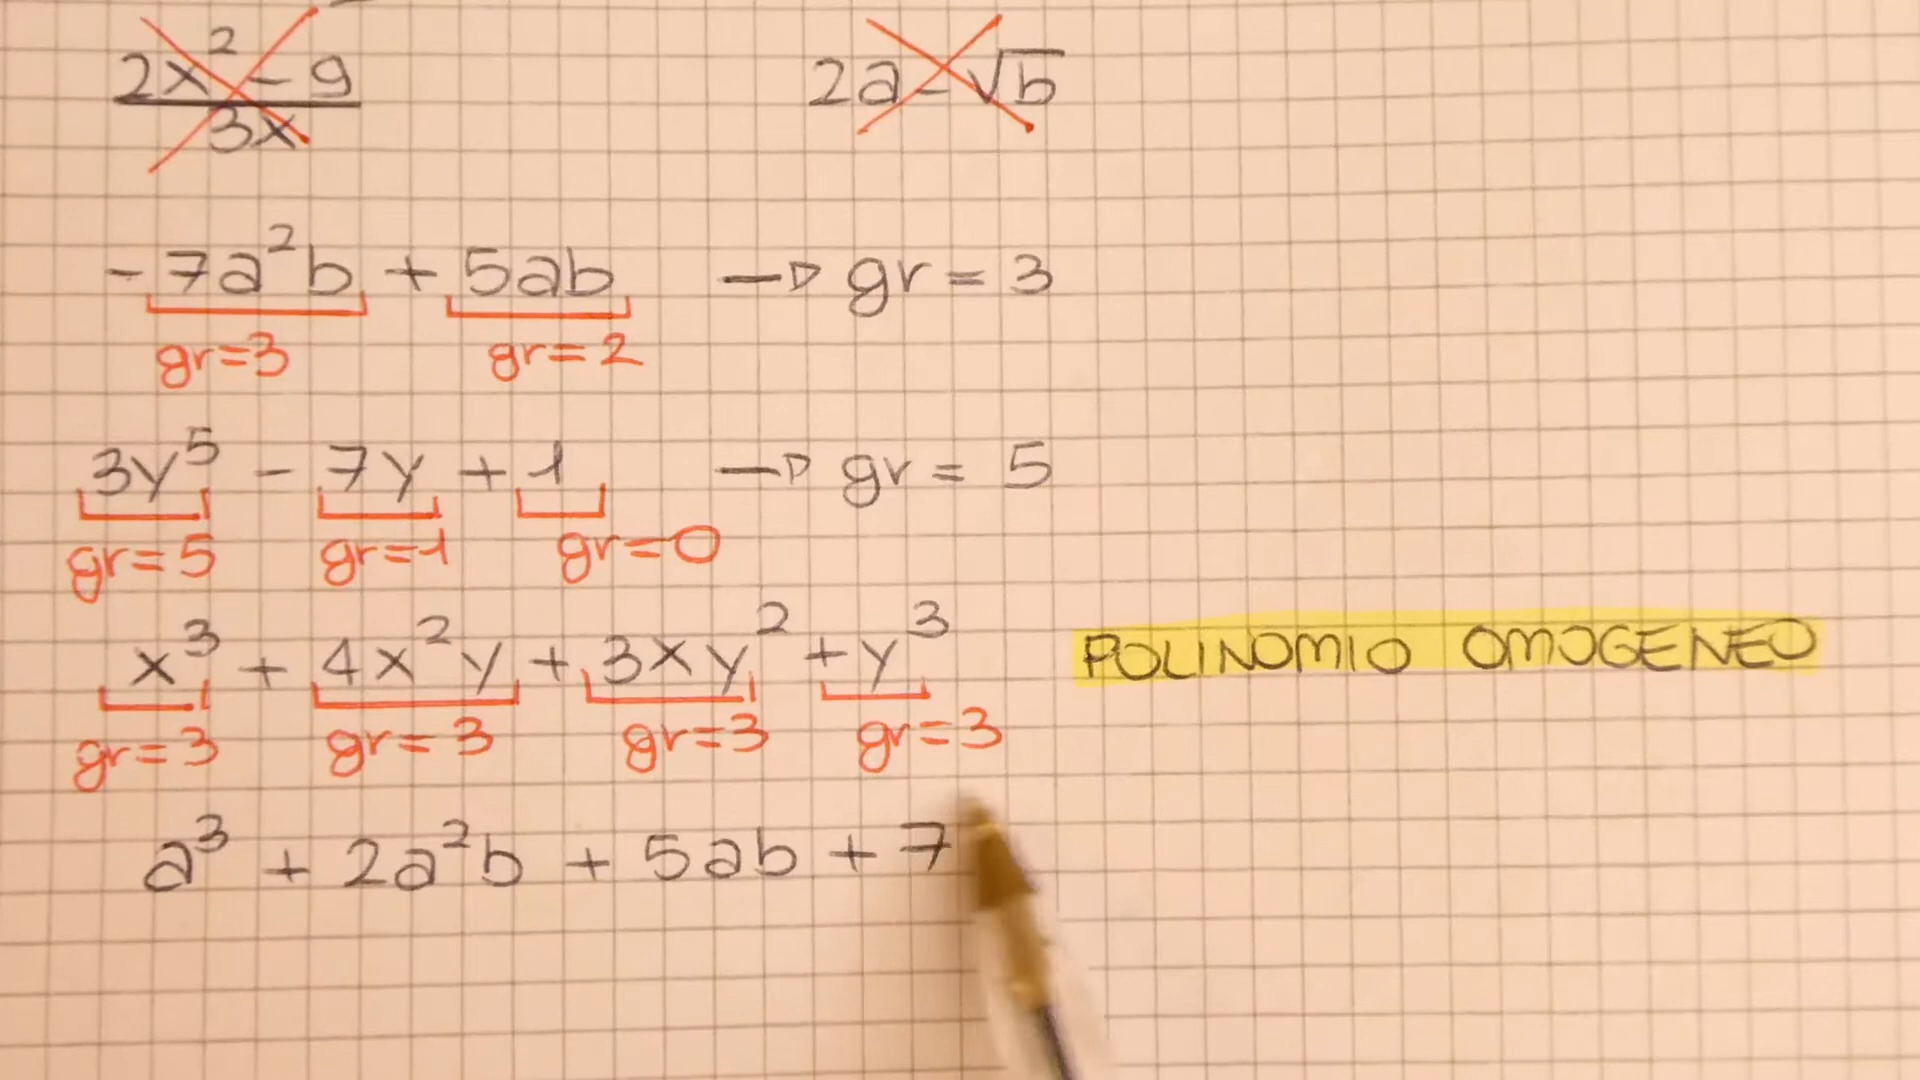 2x² - 9
3x
2a - √b
- 7a²b + 5ab → gr = 3
gr=3 gr=2
3y⁵ - 7y + 1 → gr = 5
gr=5 gr=1 gr=0
x³ + 4x²y + 3xy² + y³ POLINOMIO OMOGENEO
gr=3 gr=3 gr=3 gr=3
a³ + 2a²b + 5ab + 7